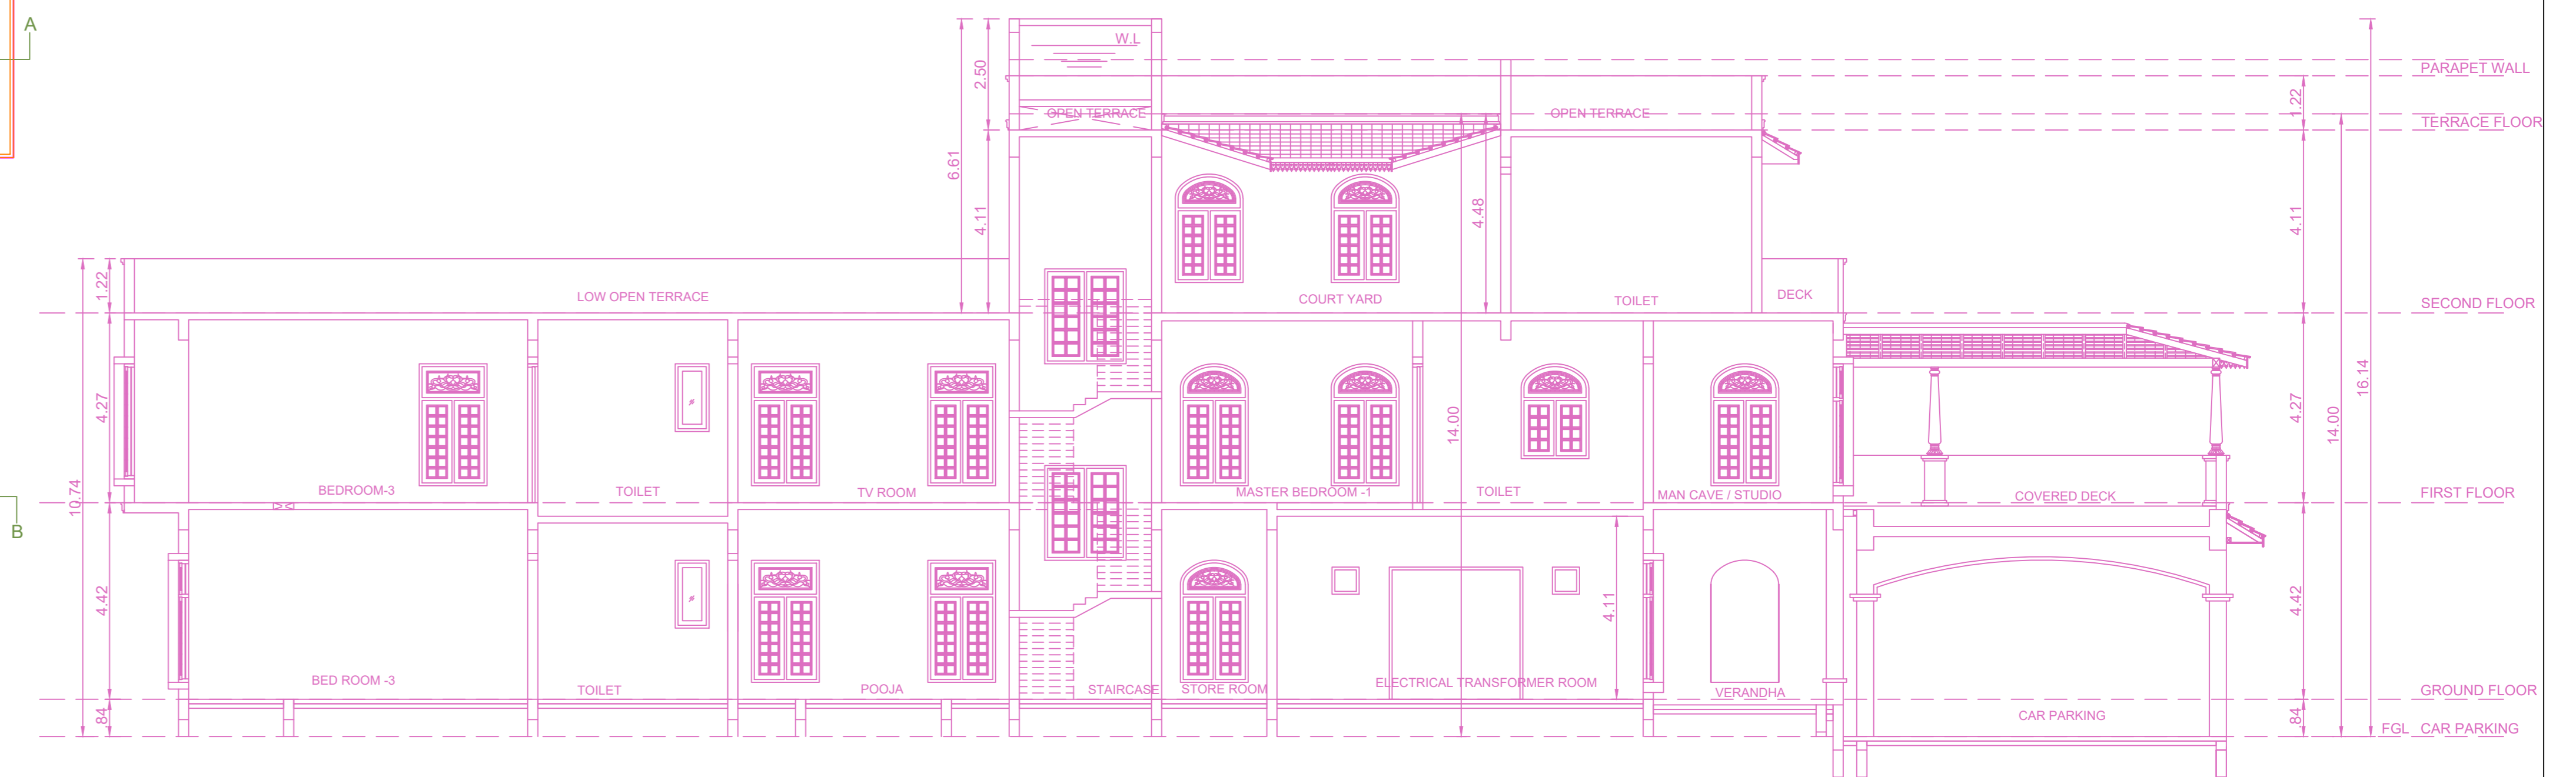 A
W.L
PARAPET WALL
2.50
OPEN TERRACE
OPEN TERRACE
1.22
TERRACE FLOOR
6.61
4.11
4.48
4.11
1.22
LOW OPEN TERRACE
COURT YARD
TOILET
DECK
SECOND FLOOR
4.27
14.00
4.27
14.00
16.14
10.74
BEDROOM-3
TOILET
TV ROOM
MASTER BEDROOM -1
TOILET
MAN CAVE / STUDIO
COVERED DECK
FIRST FLOOR
B
4.42
4.11
4.42
BED ROOM -3
TOILET
POOJA
STAIRCASE
STORE ROOM
ELECTRICAL TRANSFORMER ROOM
VERANDHA
GROUND FLOOR
.84
CAR PARKING
.84
FGL CAR PARKING